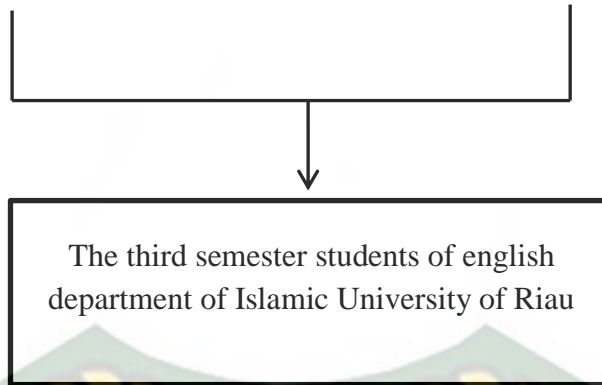 The third semester students of english
department of Islamic University of Riau